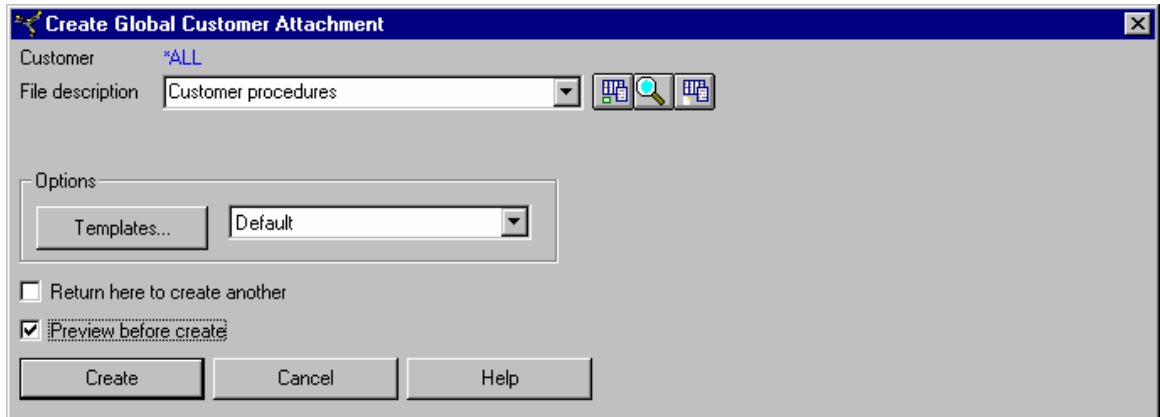 Create Global Customer Attachment
Customer *ALL
File description Customer procedures
Options
Templates... Default
Return here to create another
Preview before create
Create Cancel Help